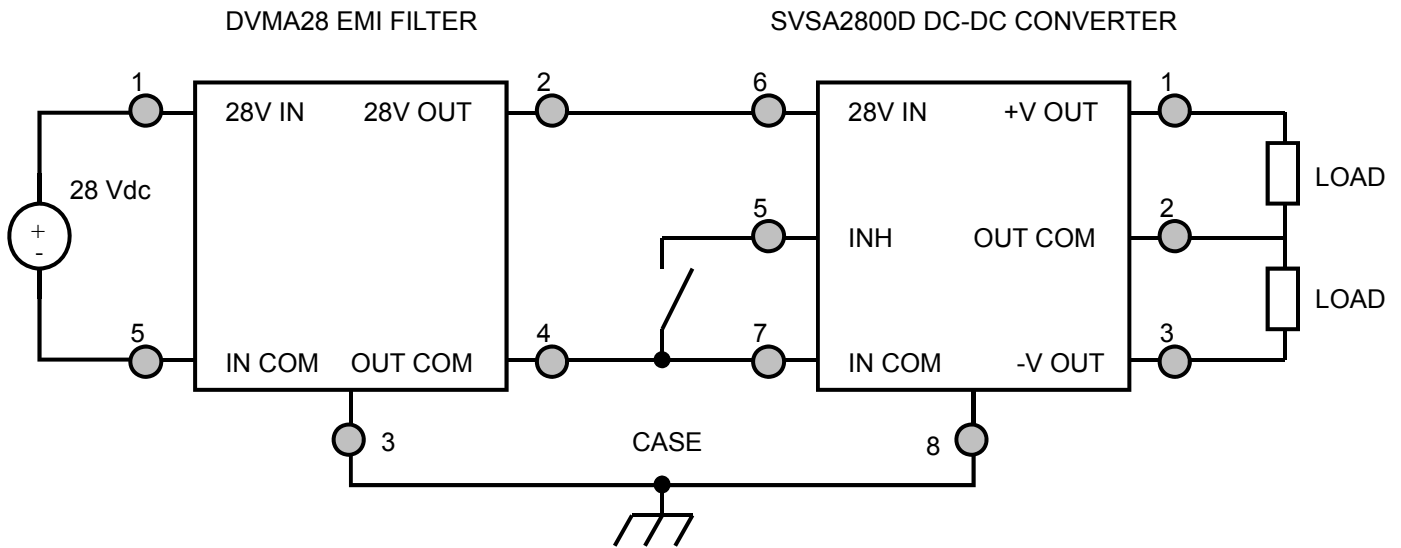 DVMA28 EMI FILTER
SVSA2800D DC-DC CONVERTER
1
2
6
1
28V IN
28V OUT
28V IN
+V OUT
28 Vdc
LOAD
+
-
5
2
INH
OUT COM
LOAD
5
4
7
3
IN COM
OUT COM
IN COM
-V OUT
3
CASE
8